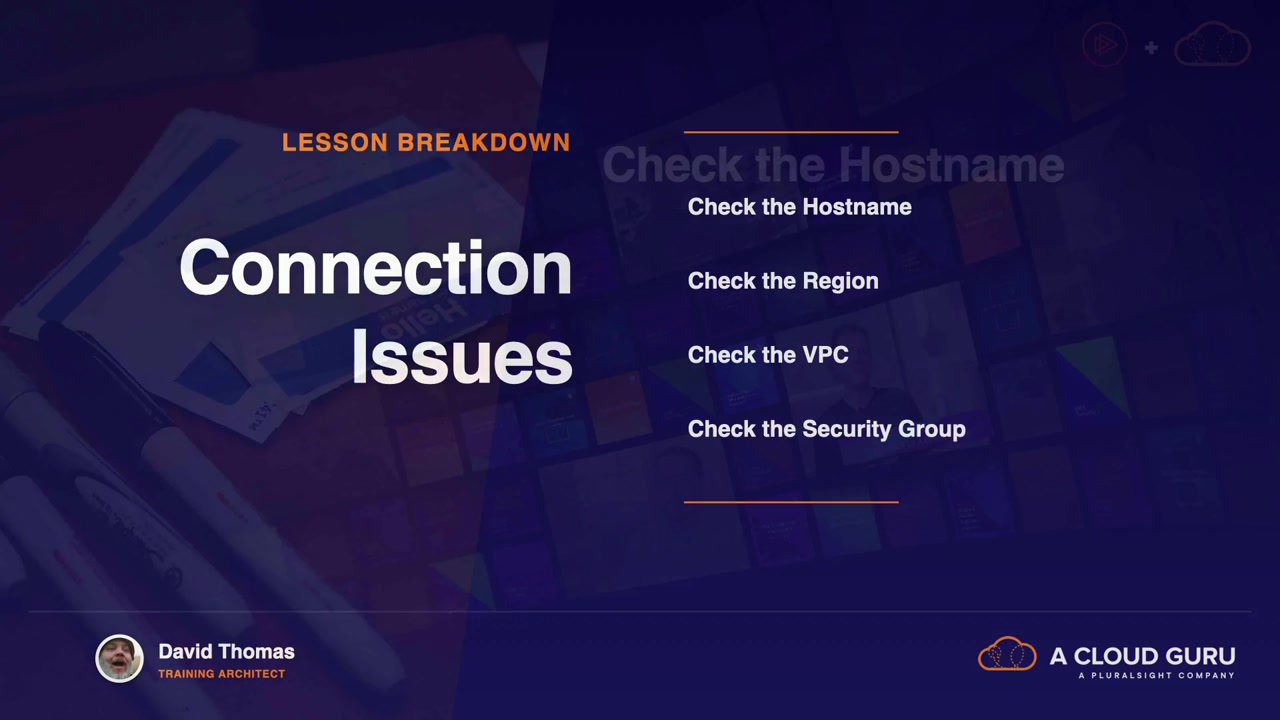 LESSON BREAKDOWN
Connection
Issues
Check the Hostname
Check the Hostname
Check the Region
Check the VPC
Check the Security Group
David Thomas
TRAINING ARCHITECT
A CLOUD GURU
A PLURALSIGHT COMPANY